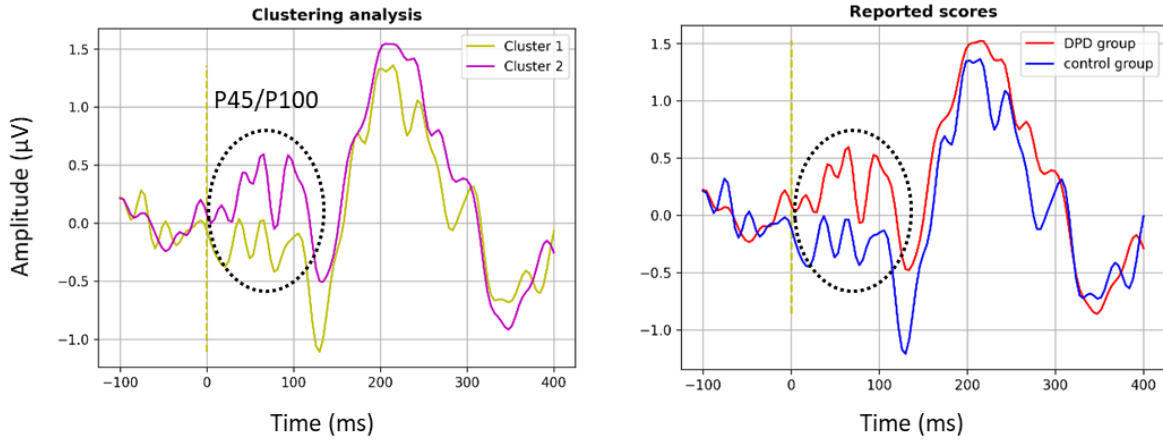 Clustering analysis
Cluster 1
Cluster 2
P45/P100
1.5
1.0
0.5
0.0
−0.5
−1.0
−100 0 100 200 300 400
Amplitude (µV)
Time (ms)
Reported scores
DPD group
control group
1.5
1.0
0.5
0.0
−0.5
−1.0
−100 0 100 200 300 400
Time (ms)